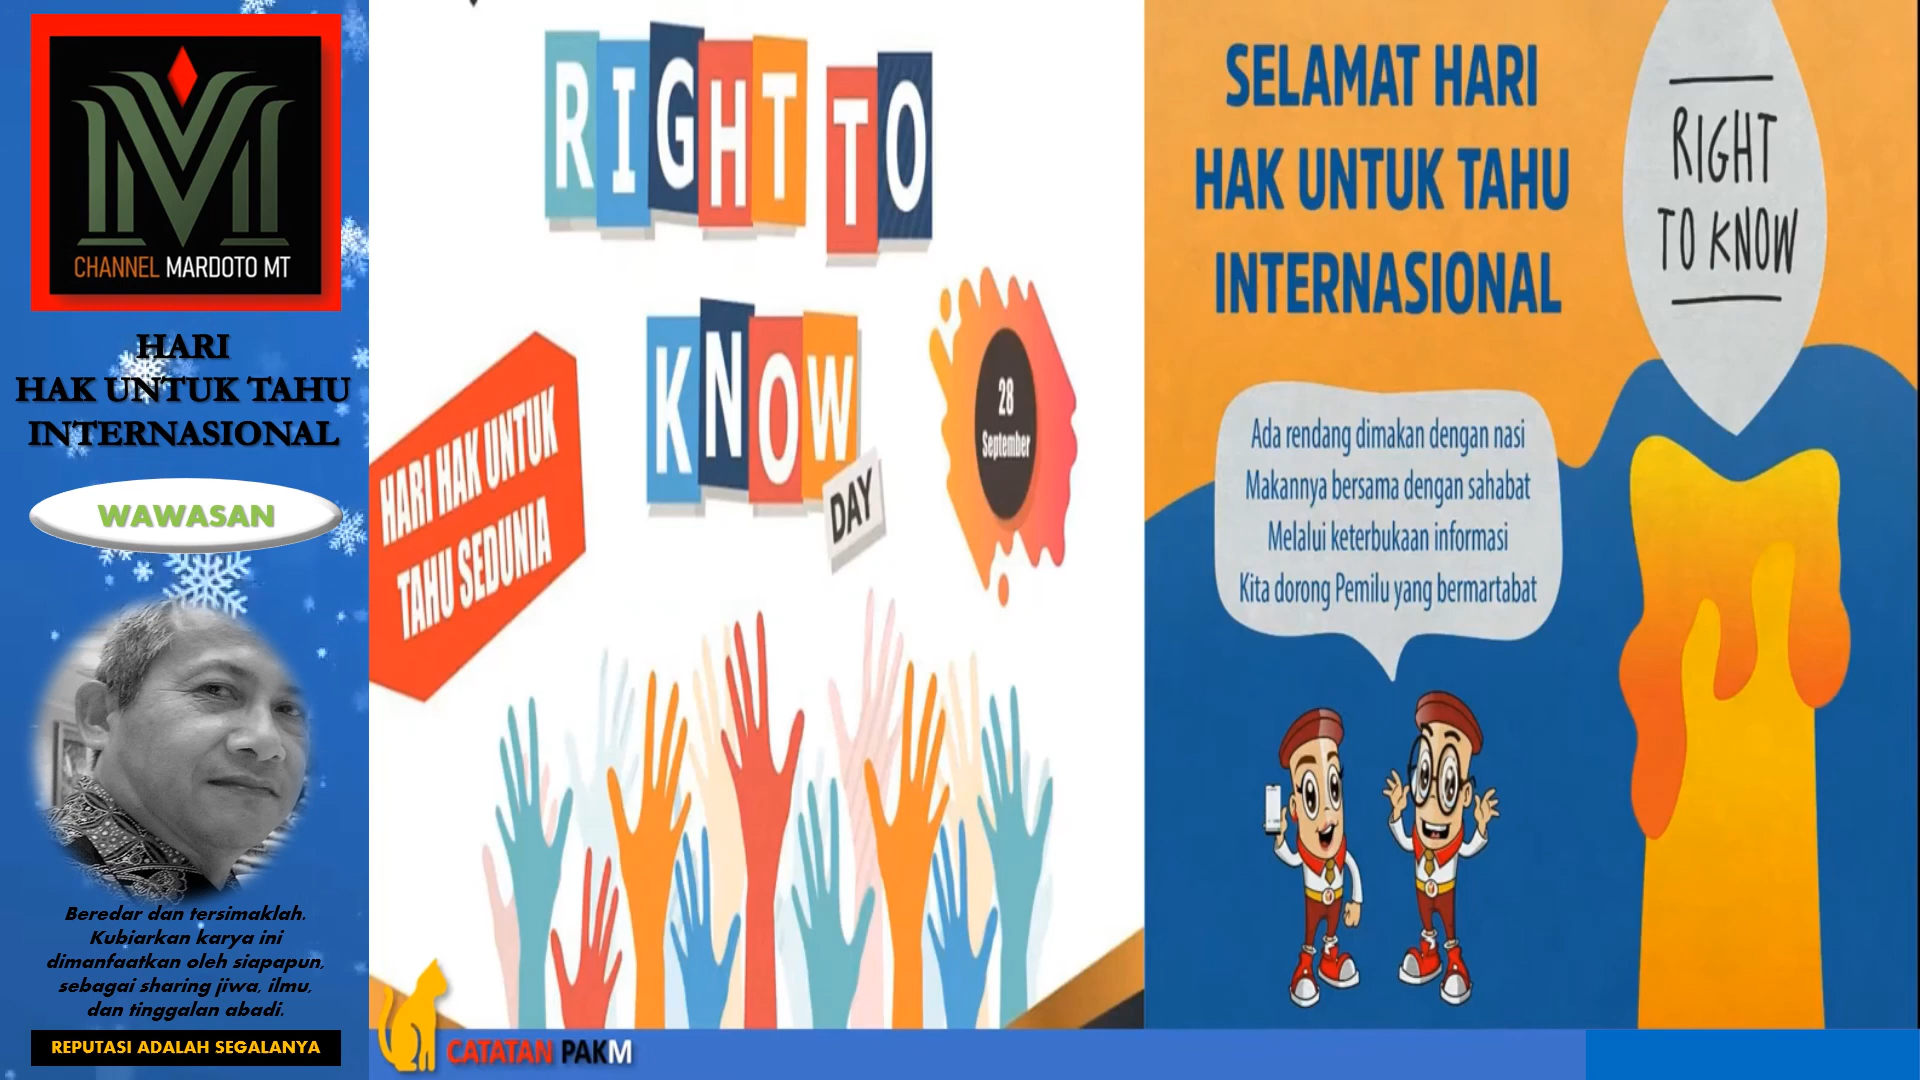 CHANNEL MARDOTO MT
HARI
HAK UNTUK TAHU
INTERNASIONAL
WAWASAN
Beredar dan tersimaklah.
Kubiarkan karya ini
dimanfaatkan oleh siapapun,
sebagai sharing jiwa, ilmu,
dan tinggalan abadi.
REPUTASI ADALAH SEGALANYA
RIGHT TO
KNOW
DAY
HARI HAK UNTUK
TAHU SEDUNIA
28
September
CATATAN PAKM
SELAMAT HARI
HAK UNTUK TAHU
INTERNASIONAL
RIGHT
TO KNOW
Ada rendang dimakan dengan nasi
Makannya bersama dengan sahabat
Melalui keterbukaan informasi
Kita dorong Pemilu yang bermartabat